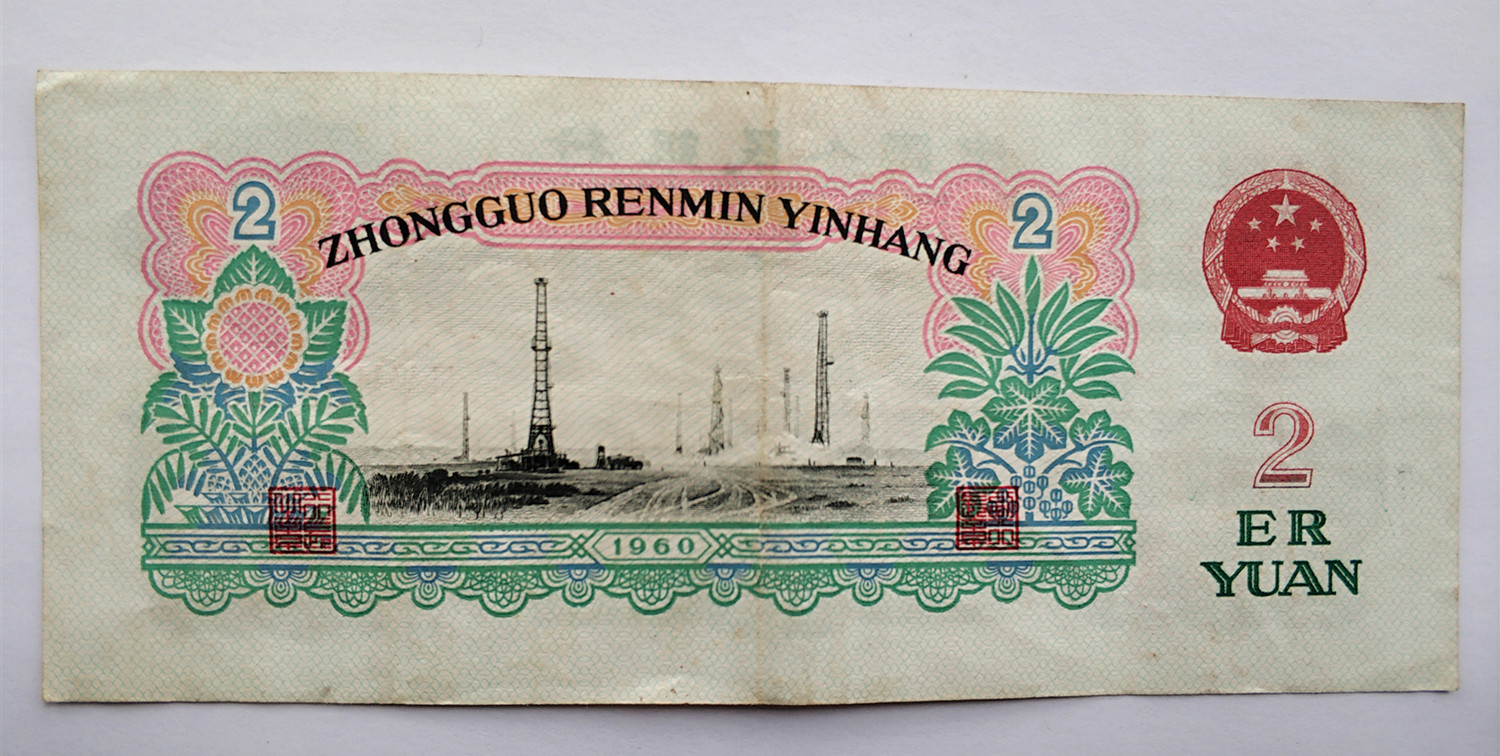 2 2
ZHONGGUO RENMIN YINHANG
1960
2
ER
YUAN